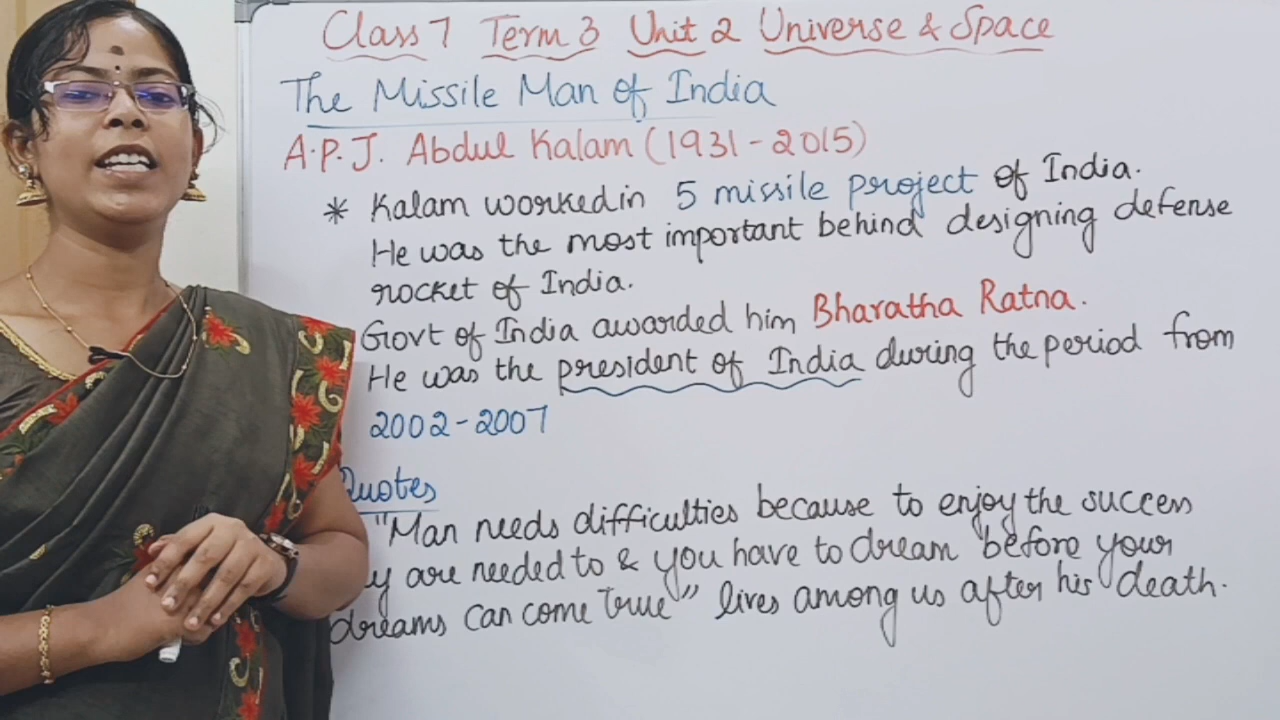 Class 7 Term 3 Unit 2 Universe & Space
The Missile Man of India
A.P.J. Abdul Kalam (1931-2015)
* Kalam worked in 5 missile project of India.
He was the most important behind designing defense
rocket of India.
Govt of India awarded him Bharatha Ratna.
He was the president of India during the period from
2002-2007
Quotes
"Man needs difficulties because to enjoy the success
are needed to & you have to dream before your
dreams can come True" lives among us after his death.